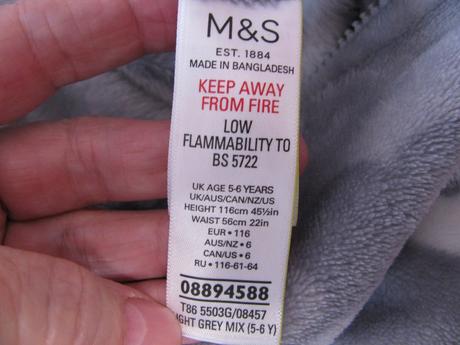 M&S
EST. 1884
MADE IN BANGLADESH
KEEP AWAY
FROM FIRE
LOW
FLAMMABILITY TO
BS 5722
UK AGE 5-6 YEARS
UK/AUS/CAN/NZ/US
HEIGHT 116cm 45½in
WAIST 56cm 22in
EUR • 116
AUS/NZ • 6
CAN/US • 6
RU • 116-61-64
08894588
T86 5503G/08457
IGHT GREY MIX (5-6 Y)